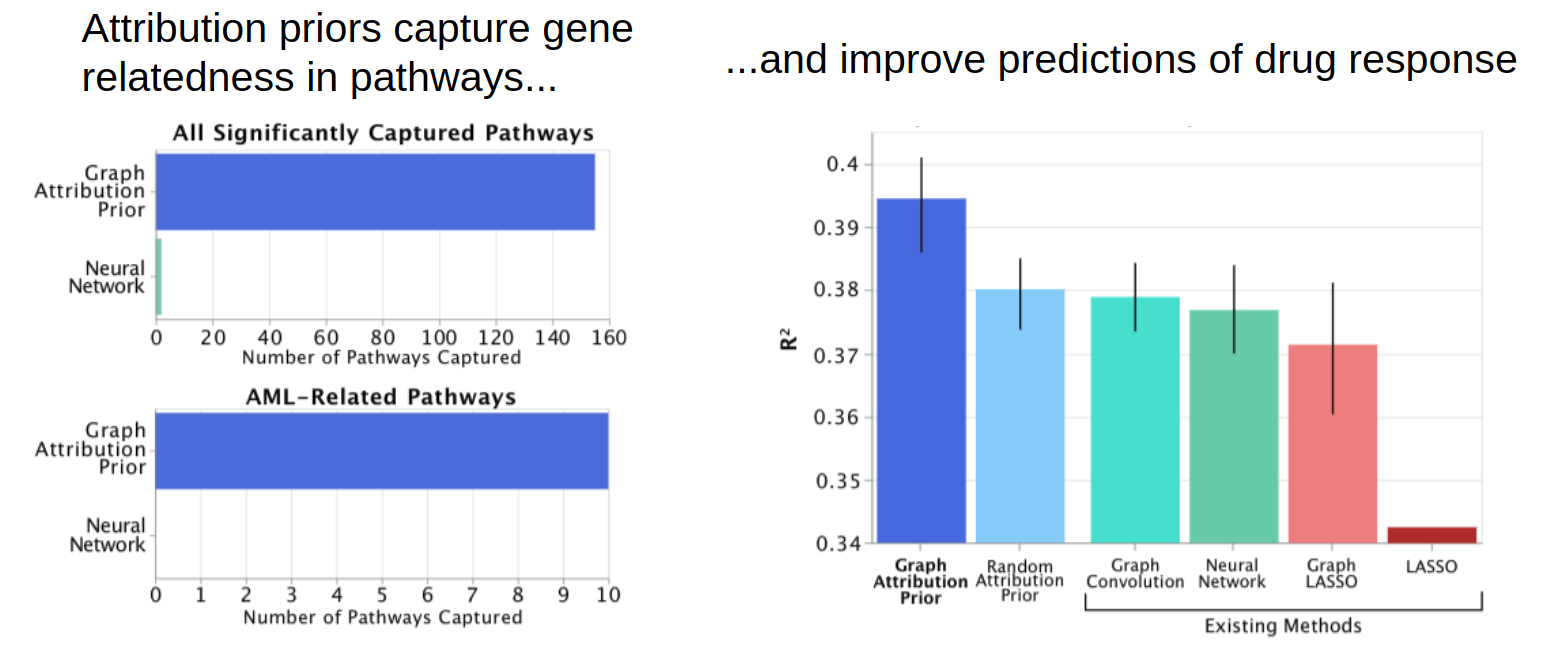 Attribution priors capture gene
relatedness in pathways...
...and improve predictions of drug response
All Significantly Captured Pathways
Graph
Attribution
Prior
Neural
Network
0 20 40 60 80 100 120 140 160
Number of Pathways Captured
AML-Related Pathways
Graph
Attribution
Prior
Neural
Network
0 1 2 3 4 5 6 7 8 9 10
Number of Pathways Captured
R²
0.4
0.39
0.38
0.37
0.36
0.35
0.34
Graph
Attribution
Prior
Random
Attribution
Prior
Graph
Convolution
Neural
Network
Graph
LASSO
LASSO
Existing Methods